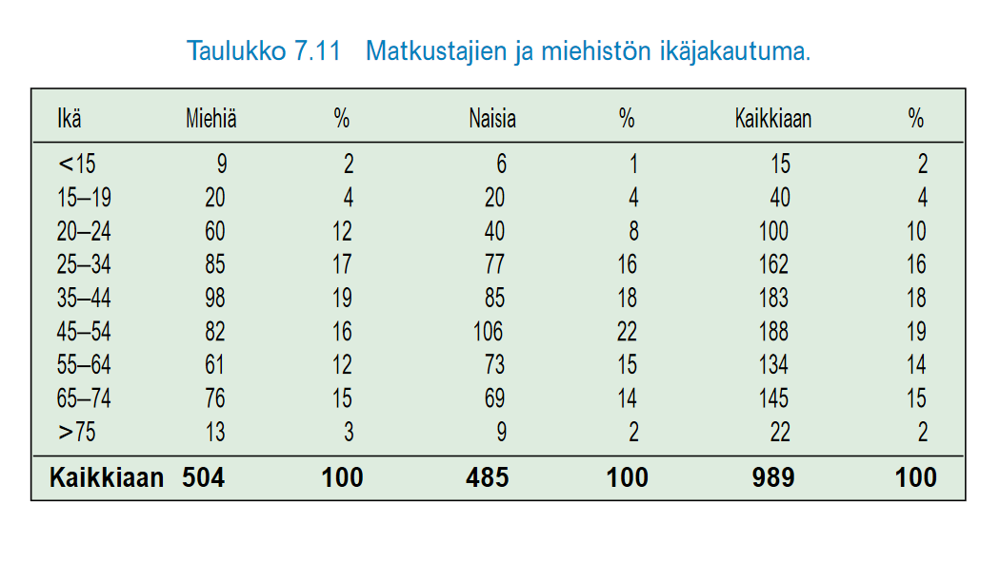 Taulukko 7.11 Matkustajien ja miehistön ikäjakautuma.
Ikä Miehiä % Naisia % Kaikkiaan %
<15 9 2 6 1 15 2
15–19 20 4 20 4 40 4
20–24 60 12 40 8 100 10
25–34 85 17 77 16 162 16
35–44 98 19 85 18 183 18
45–54 82 16 106 22 188 19
55–64 61 12 73 15 134 14
65–74 76 15 69 14 145 15
>75 13 3 9 2 22 2
Kaikkiaan 504 100 485 100 989 100